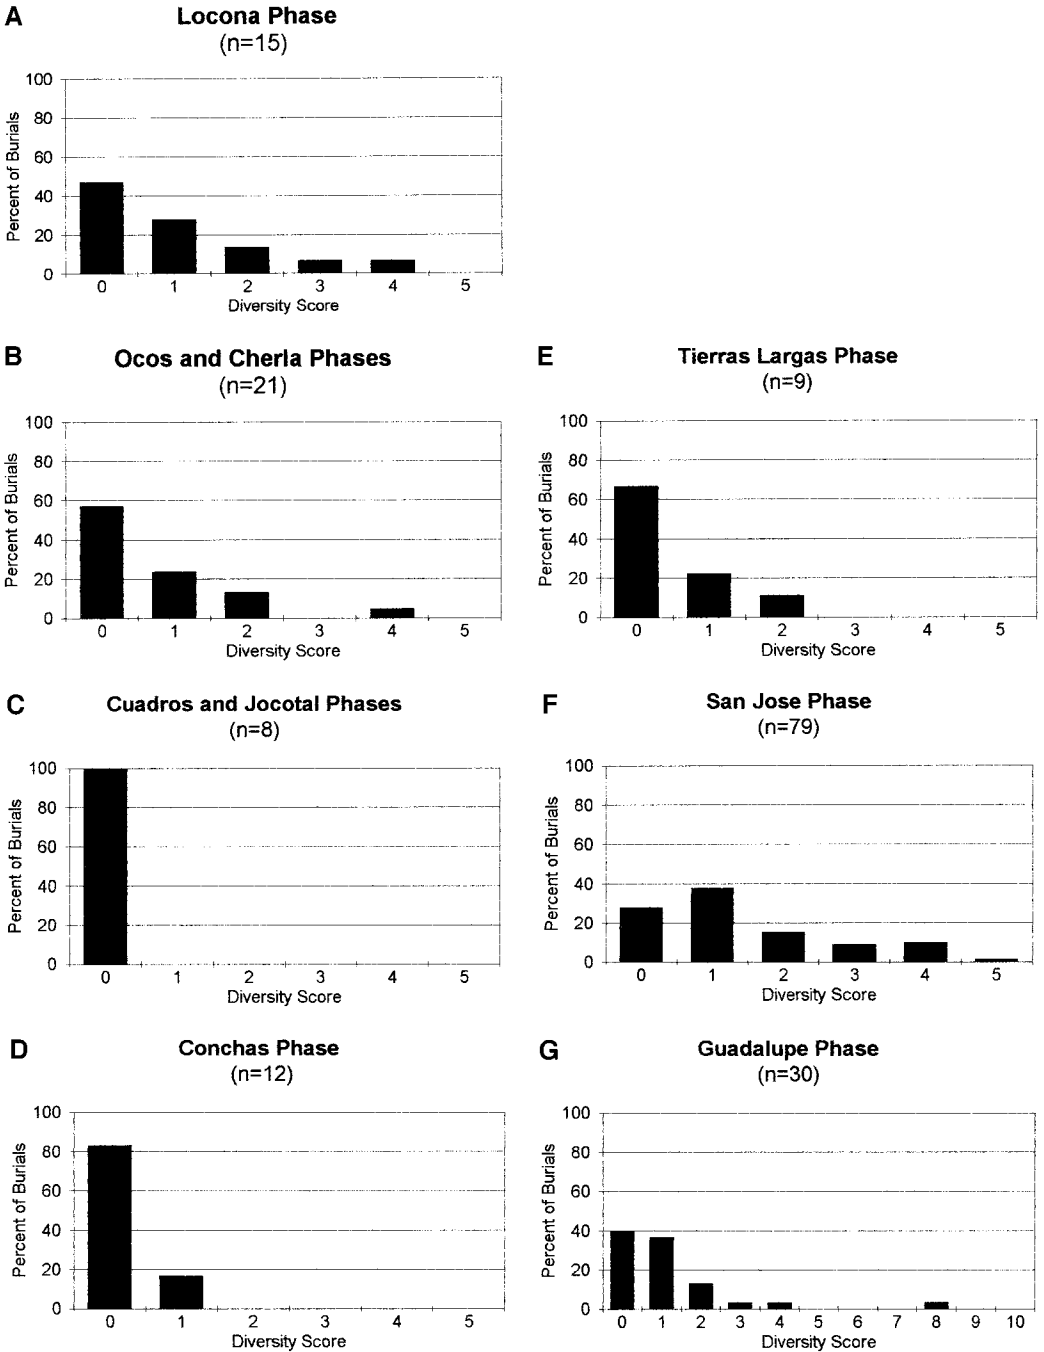 A
Locona Phase
(n=15)
Percent of Burials
100
80
60
40
20
0
0 1 2 3 4 5
Diversity Score
B
Ocos and Cherla Phases
(n=21)
Percent of Burials
100
80
60
40
20
0
0 1 2 3 4 5
Diversity Score
C
Cuadros and Jocotal Phases
(n=8)
Percent of Burials
100
80
60
40
20
0
0 1 2 3 4 5
Diversity Score
D
Conchas Phase
(n=12)
Percent of Burials
100
80
60
40
20
0
0 1 2 3 4 5
Diversity Score
E
Tierras Largas Phase
(n=9)
Percent of Burials
100
80
60
40
20
0
0 1 2 3 4 5
Diversity Score
F
San Jose Phase
(n=79)
Percent of Burials
100
80
60
40
20
0
0 1 2 3 4 5
Diversity Score
G
Guadalupe Phase
(n=30)
Percent of Burials
100
80
60
40
20
0
0 1 2 3 4 5 6 7 8 9 10
Diversity Score